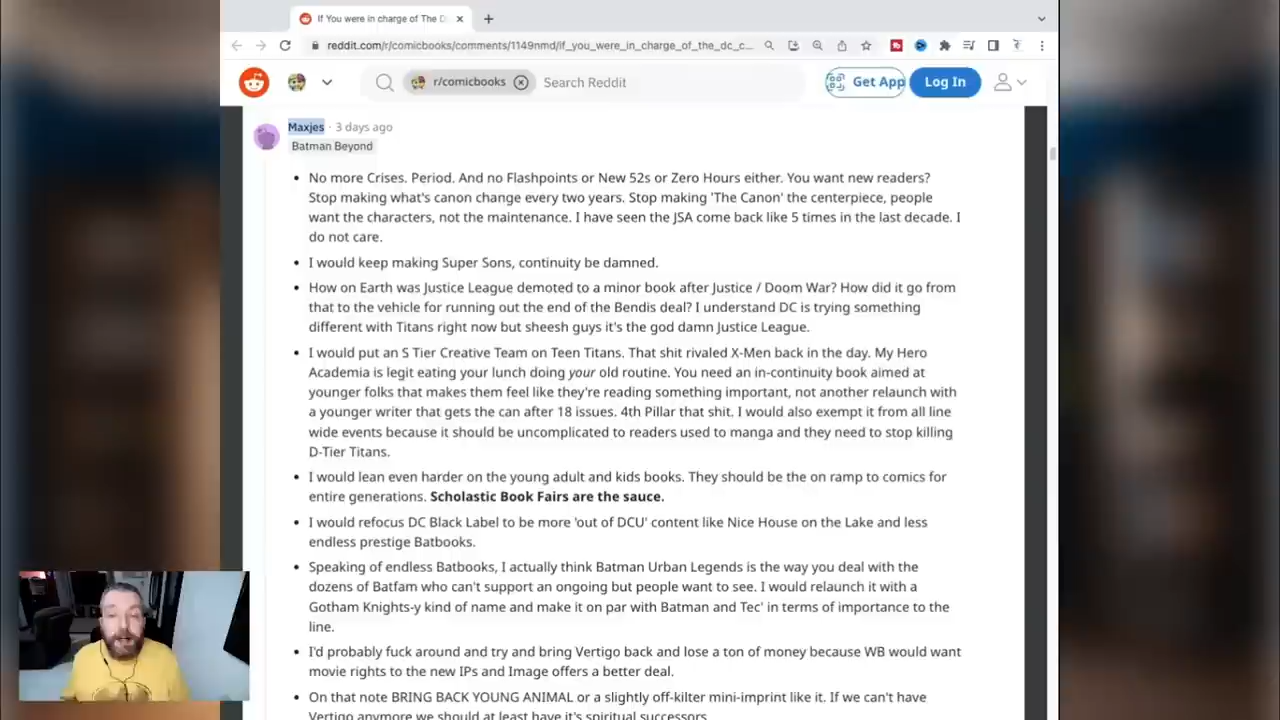 If You were in charge of The D
reddit.com/r/comicbooks/comments/1149nmd/if_you_were_in_charge_of_the_dc_c...
r/comicbooks
Search Reddit
Get App
Log In
Maxjes · 3 days ago
Batman Beyond
• No more Crises. Period. And no Flashpoints or New 52s or Zero Hours either. You want new readers?
Stop making what's canon change every two years. Stop making 'The Canon' the centerpiece, people
want the characters, not the maintenance. I have seen the JSA come back like 5 times in the last decade. I
do not care.
• I would keep making Super Sons, continuity be damned.
• How on Earth was Justice League demoted to a minor book after Justice / Doom War? How did it go from
that to the vehicle for running out the end of the Bendis deal? I understand DC is trying something
different with Titans right now but sheesh guys it's the god damn Justice League.
• I would put an S Tier Creative Team on Teen Titans. That shit rivaled X-Men back in the day. My Hero
Academia is legit eating your lunch doing your old routine. You need an in-continuity book aimed at
younger folks that makes them feel like they're reading something important, not another relaunch with
a younger writer that gets the can after 18 issues. 4th Pillar that shit. I would also exempt it from all line
wide events because it should be uncomplicated to readers used to manga and they need to stop killing
D-Tier Titans.
• I would lean even harder on the young adult and kids books. They should be the on ramp to comics for
entire generations. Scholastic Book Fairs are the sauce.
• I would refocus DC Black Label to be more 'out of DCU' content like Nice House on the Lake and less
endless prestige Batbooks.
• Speaking of endless Batbooks, I actually think Batman Urban Legends is the way you deal with the
dozens of Batfam who can't support an ongoing but people want to see. I would relaunch it with a
Gotham Knights-y kind of name and make it on par with Batman and Tec' in terms of importance to the
line.
• I'd probably fuck around and try and bring Vertigo back and lose a ton of money because WB would want
movie rights to the new IPs and Image offers a better deal.
• On that note BRING BACK YOUNG ANIMAL or a slightly off-kilter mini-imprint like it. If we can't have
Vertigo anymore we should at least have it's spiritual successors.